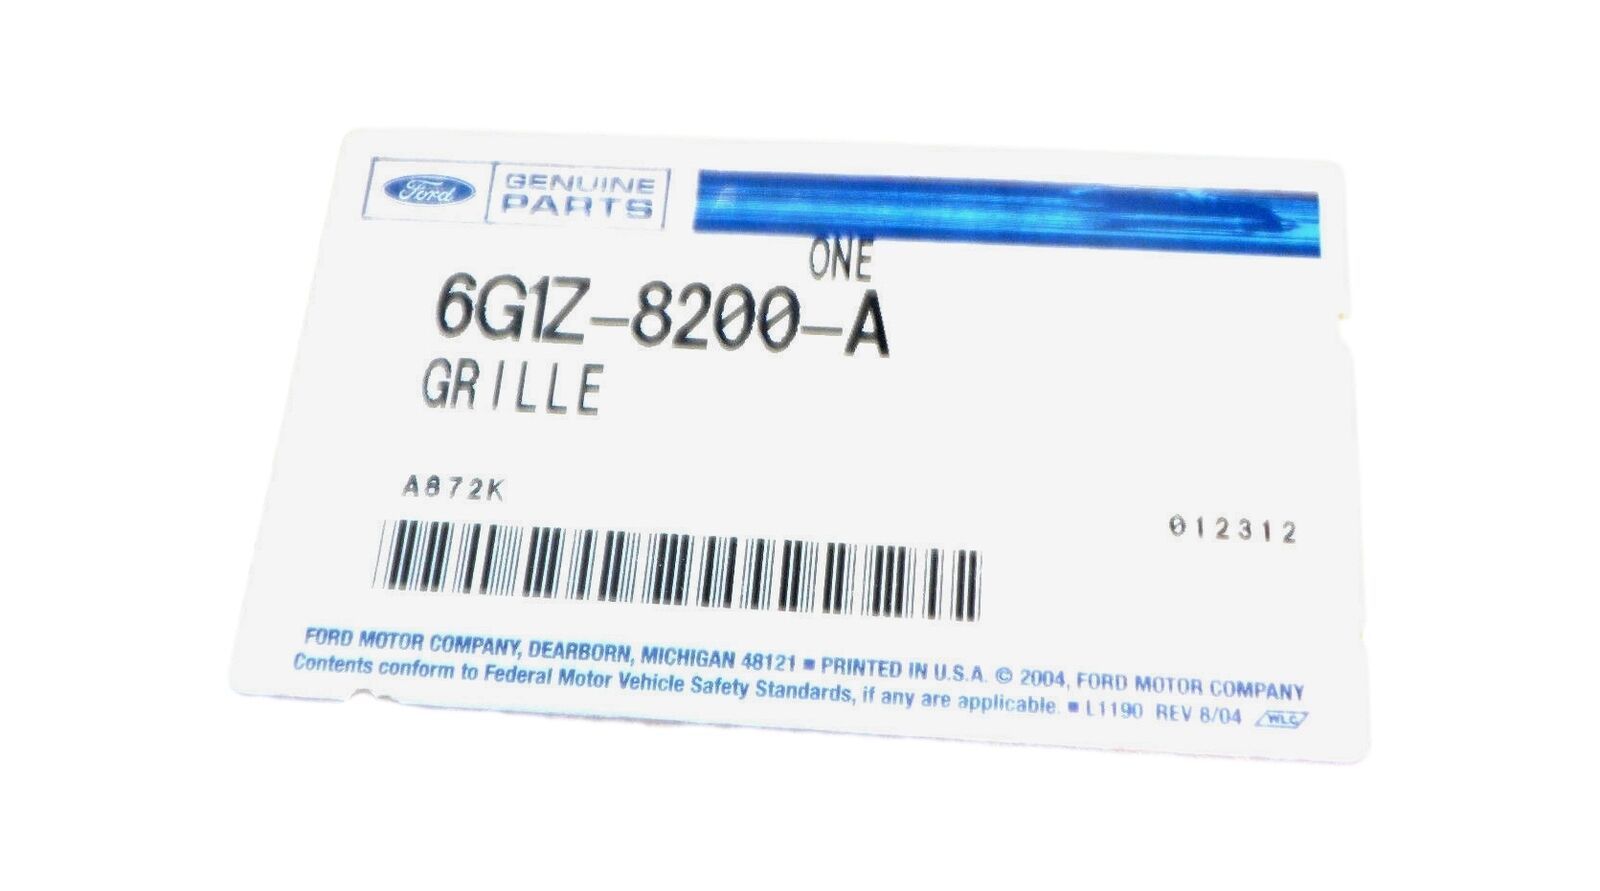 Ford GENUINE
PARTS
ONE
6G1Z-8200-A
GRILLE
A872K
012312
FORD MOTOR COMPANY, DEARBORN, MICHIGAN 48121 ▪ PRINTED IN U.S.A. © 2004, FORD MOTOR COMPANY
Contents conform to Federal Motor Vehicle Safety Standards, if any are applicable. ▪ L1190 REV 8/04 WLC